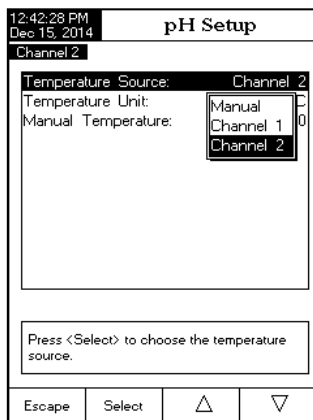 12:42:28 PM
Dec 15, 2014
pH Setup
Channel 2
Temperature Source: Channel 2
Temperature Unit: C
Manual Temperature: 0
Manual
Channel 1
Channel 2
Press <Select> to choose the temperature
source.
Escape Select △ ▽